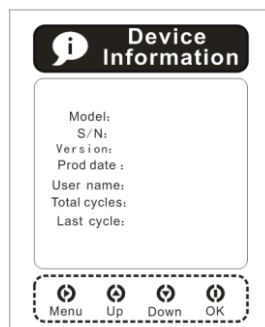 Device
Information
Model:
S/N:
Version:
Prod date :
User name:
Total cycles:
Last cycle:
Menu Up Down OK